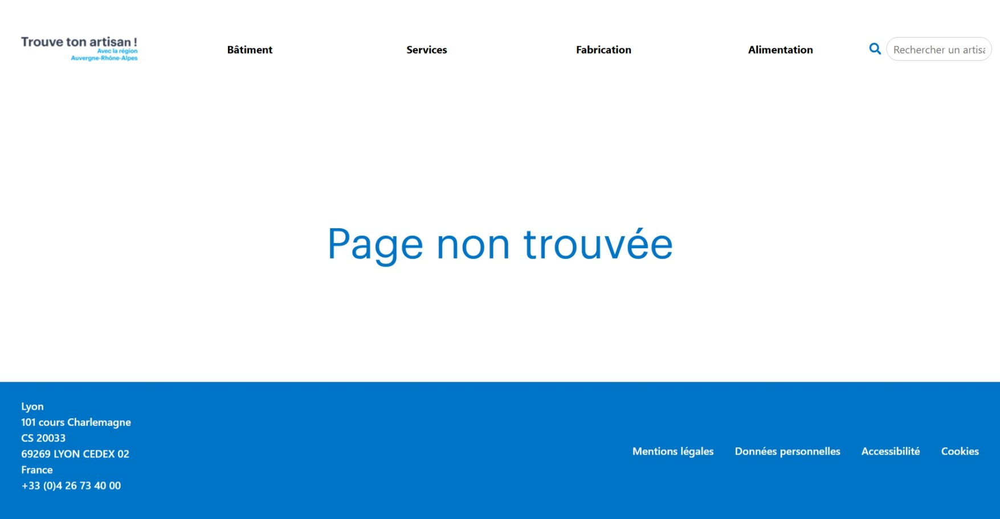 Trouve ton artisan !
Avec la région
Auvergne-Rhône-Alpes
Bâtiment
Services
Fabrication
Alimentation
Rechercher un artisa
Page non trouvée
Lyon
101 cours Charlemagne
CS 20033
69269 LYON CEDEX 02
France
+33 (0)4 26 73 40 00
Mentions légales
Données personnelles
Accessibilité
Cookies